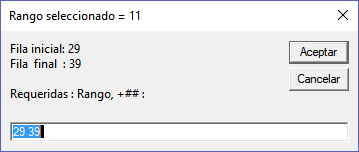 Rango seleccionado = 11
Fila inicial: 29
Fila  final  : 39
Aceptar
Cancelar
Requeridas : Rango, +## :
29 39